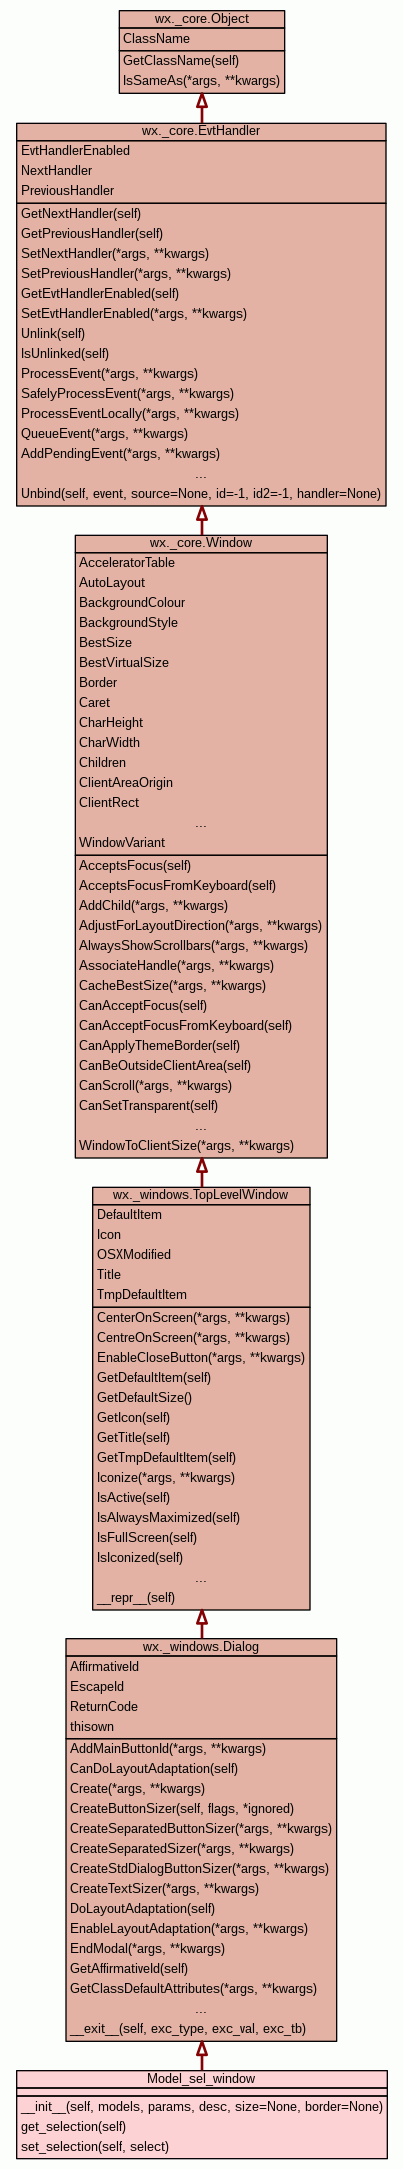 wx._core.Object
ClassName
GetClassName(self)
IsSameAs(*args, **kwargs)
wx._core.EvtHandler
EvtHandlerEnabled
NextHandler
PreviousHandler
GetNextHandler(self)
GetPreviousHandler(self)
SetNextHandler(*args, **kwargs)
SetPreviousHandler(*args, **kwargs)
GetEvtHandlerEnabled(self)
SetEvtHandlerEnabled(*args, **kwargs)
Unlink(self)
IsUnlinked(self)
ProcessEvent(*args, **kwargs)
SafelyProcessEvent(*args, **kwargs)
ProcessEventLocally(*args, **kwargs)
QueueEvent(*args, **kwargs)
AddPendingEvent(*args, **kwargs)
...
Unbind(self, event, source=None, id=-1, id2=-1, handler=None)
wx._core.Window
AcceleratorTable
AutoLayout
BackgroundColour
BackgroundStyle
BestSize
BestVirtualSize
Border
Caret
CharHeight
CharWidth
Children
ClientAreaOrigin
ClientRect
...
WindowVariant
AcceptsFocus(self)
AcceptsFocusFromKeyboard(self)
AddChild(*args, **kwargs)
AdjustForLayoutDirection(*args, **kwargs)
AlwaysShowScrollbars(*args, **kwargs)
AssociateHandle(*args, **kwargs)
CacheBestSize(*args, **kwargs)
CanAcceptFocus(self)
CanAcceptFocusFromKeyboard(self)
CanApplyThemeBorder(self)
CanBeOutsideClientArea(self)
CanScroll(*args, **kwargs)
CanSetTransparent(self)
...
WindowToClientSize(*args, **kwargs)
wx._windows.TopLevelWindow
DefaultItem
Icon
OSXModified
Title
TmpDefaultItem
CenterOnScreen(*args, **kwargs)
CentreOnScreen(*args, **kwargs)
EnableCloseButton(*args, **kwargs)
GetDefaultItem(self)
GetDefaultSize()
GetIcon(self)
GetTitle(self)
GetTmpDefaultItem(self)
Iconize(*args, **kwargs)
IsActive(self)
IsAlwaysMaximized(self)
IsFullScreen(self)
IsIconized(self)
...
__repr__(self)
wx._windows.Dialog
AffirmativeId
EscapeId
ReturnCode
thisown
AddMainButtonId(*args, **kwargs)
CanDoLayoutAdaptation(self)
Create(*args, **kwargs)
CreateButtonSizer(self, flags, *ignored)
CreateSeparatedButtonSizer(*args, **kwargs)
CreateSeparatedSizer(*args, **kwargs)
CreateStdDialogButtonSizer(*args, **kwargs)
CreateTextSizer(*args, **kwargs)
DoLayoutAdaptation(self)
EnableLayoutAdaptation(*args, **kwargs)
EndModal(*args, **kwargs)
GetAffirmativeId(self)
GetClassDefaultAttributes(*args, **kwargs)
...
__exit__(self, exc_type, exc_val, exc_tb)
Model_sel_window
__init__(self, models, params, desc, size=None, border=None)
get_selection(self)
set_selection(self, select)